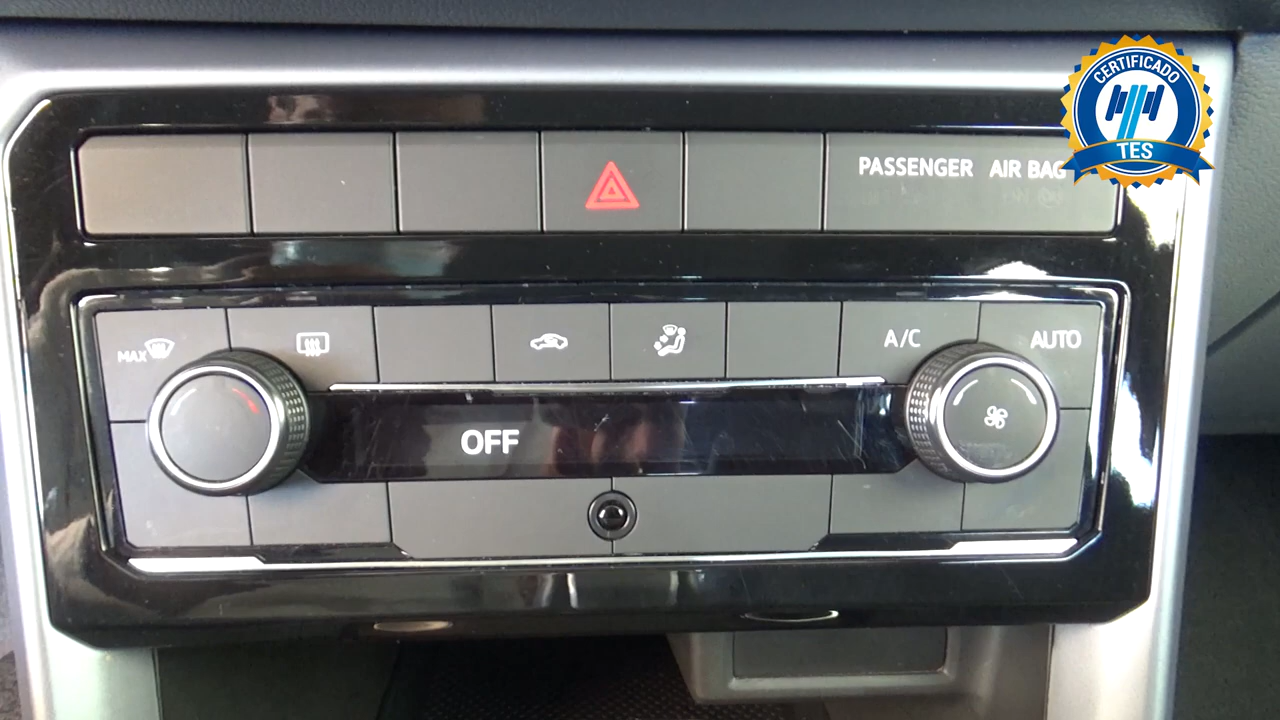 CERTIFICADO
TES
PASSENGER AIR BAG
MAX
A/C
AUTO
OFF